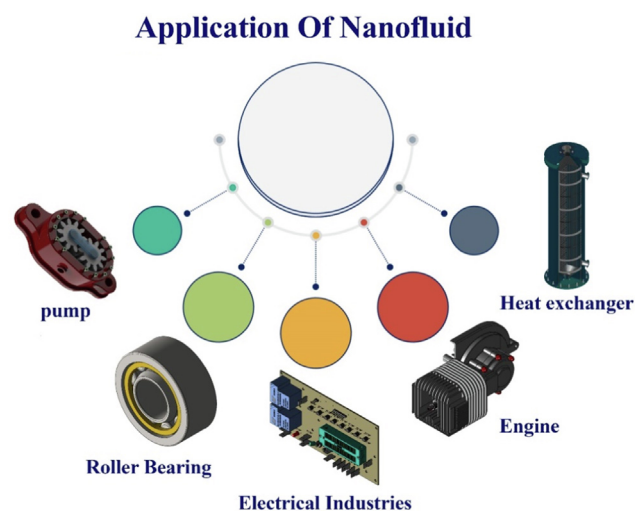 Application Of Nanofluid
pump
Heat exchanger
Engine
Roller Bearing
Electrical Industries